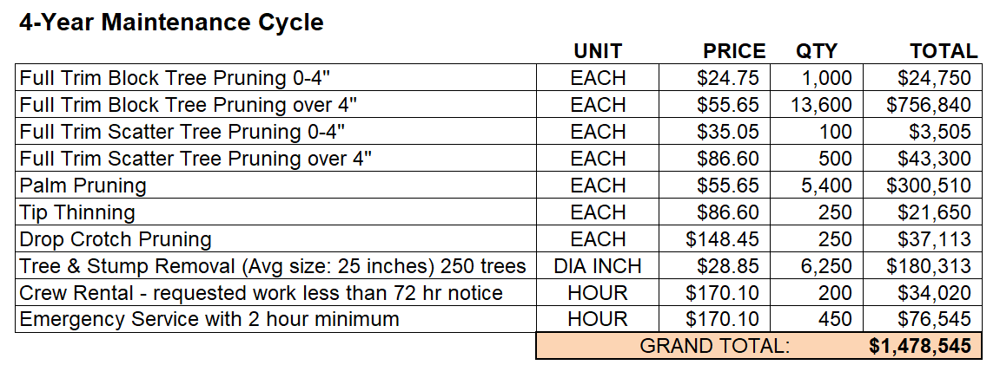 4-Year Maintenance Cycle
UNIT PRICE QTY TOTAL
Full Trim Block Tree Pruning 0-4" EACH $24.75 1,000 $24,750
Full Trim Block Tree Pruning over 4" EACH $55.65 13,600 $756,840
Full Trim Scatter Tree Pruning 0-4" EACH $35.05 100 $3,505
Full Trim Scatter Tree Pruning over 4" EACH $86.60 500 $43,300
Palm Pruning EACH $55.65 5,400 $300,510
Tip Thinning EACH $86.60 250 $21,650
Drop Crotch Pruning EACH $148.45 250 $37,113
Tree & Stump Removal (Avg size: 25 inches) 250 trees DIA INCH $28.85 6,250 $180,313
Crew Rental - requested work less than 72 hr notice HOUR $170.10 200 $34,020
Emergency Service with 2 hour minimum HOUR $170.10 450 $76,545
GRAND TOTAL: $1,478,545